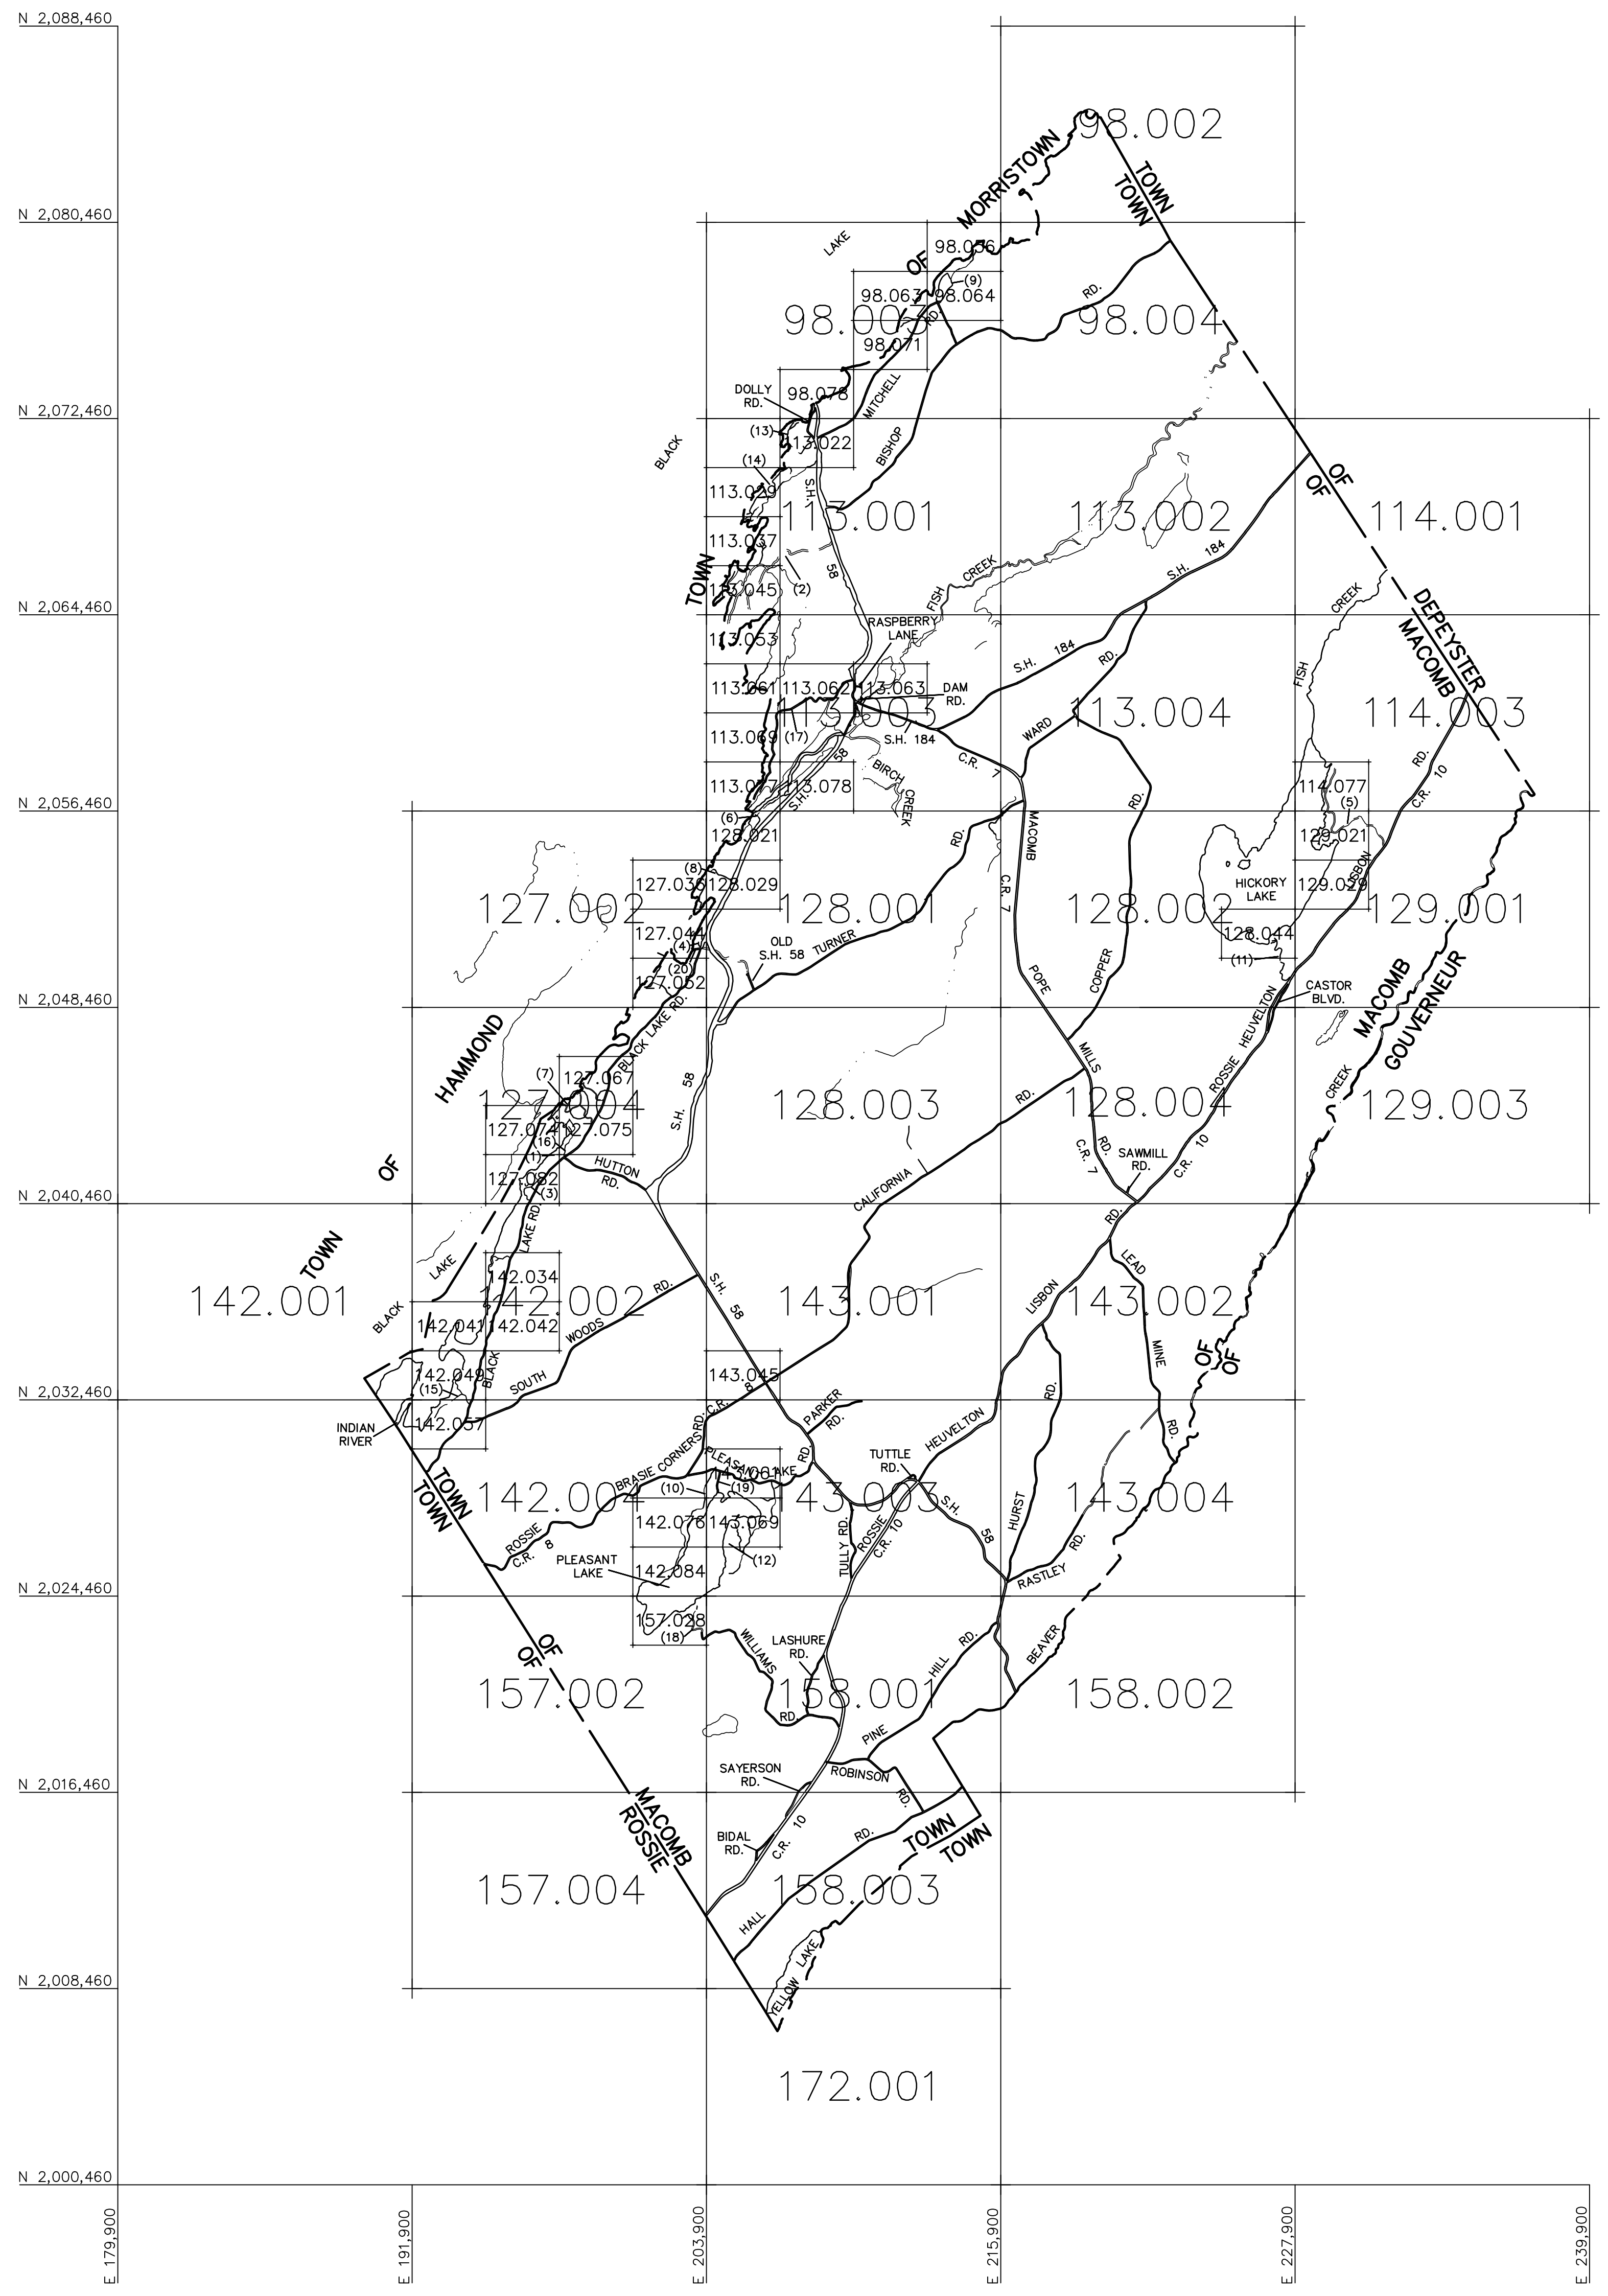 N 2,088,460
98.002
MORRISTOWN
TOWN
TOWN
N 2,080,460
LAKE
OF
98.056
(9)
98.063
98.064
RD.
RD.
98.003
98.004
98.071
DOLLY
RD.
98.078
MITCHELL
N 2,072,460
(13)
113.022
BLACK
BISHOP
(14)
OF
OF
113.029
S.H.
113.001
113.002
114.001
113.037
184
TOWN
58
CREEK
S.H.
113.045
(2)
FISH
CREEK
N 2,064,460
RASPBERRY
LANE
DEPEYSTER
MACOMB
113.053
184
S.H.
RD.
FISH
113.061
113.062
113.063
DAM
RD.
113.003
113.004
114.003
113.069
(17)
S.H. 184
WARD
58
C.R. 7
RD.
10
BIRCH
CREEK
113.077
113.078
S.H.
RD.
114.077
C.R.
N 2,056,460
(5)
(6)
128.021
RD.
MACOMB
129.021
LISBON
(8)
127.036
128.029
C.R. 7
HICKORY
LAKE
129.029
127.002
128.001
128.002
129.001
127.044
(4)
OLD
S.H. 58
TURNER
128.044
(20)
(11)
127.052
POPE
COPPER
MACOMB
GOUVERNEUR
CASTOR
BLVD.
N 2,048,460
BLACK LAKE RD.
HEUVELTON
HAMMOND
MILLS
(7)
127.067
58
RD.
ROSSIE
CREEK
127.004
128.003
128.004
129.003
S.H.
127.074
127.075
(16)
(1)
HUTTON
RD.
RD.
C.R. 7
SAWMILL
RD.
C.R. 10
OF
127.082
(3)
CALIFORNIA
N 2,040,460
LAKE RD.
RD.
TOWN
LAKE
LEAD
142.034
RD.
S.H. 58
LISBON
142.001
142.002
143.001
143.002
BLACK
142.041
142.042
WOODS
MINE
OF
OF
142.049
BLACK
143.045
(15)
SOUTH
8
RD.
N 2,032,460
C.R.
PARKER
RD.
INDIAN
RIVER
142.057
RD.
HEUVELTON
RD.
BRASIE CORNERS
PLEASANT LAKE
RD.
TUTTLE
RD.
TOWN
TOWN
143.061
(10)
(19)
142.004
143.003
143.004
S.H. 58
HURST
142.076
143.069
TULLY RD.
ROSSIE
C.R. 10
ROSSIE
C.R. 8
RD.
PLEASANT
LAKE
(12)
142.084
RASTLEY
N 2,024,460
157.028
(18)
OF
OF
WILLIAMS
LASHURE
RD.
RD.
BEAVER
HILL
157.002
158.001
158.002
RD.
PINE
SAYERSON
RD.
ROBINSON
N 2,016,460
RD.
MACOMB
ROSSIE
10
BIDAL
RD.
C.R.
RD.
TOWN
TOWN
157.004
158.003
HALL
YELLOW LAKE
N 2,008,460
172.001
N 2,000,460
E 179,900
E 191,900
E 203,900
E 215,900
E 227,900
E 239,900